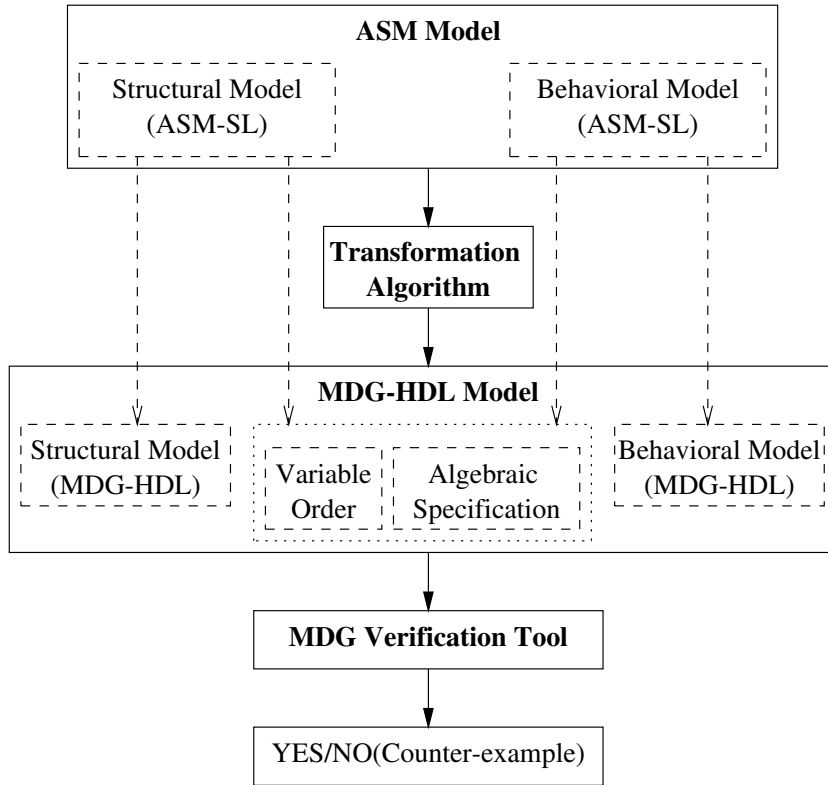 ASM Model
Structural Model
(ASM-SL)
Behavioral Model
(ASM-SL)
Transformation
Algorithm
MDG-HDL Model
Structural Model
(MDG-HDL)
Variable
Order
Algebraic
Specification
Behavioral Model
(MDG-HDL)
MDG Verification Tool
YES/NO(Counter-example)